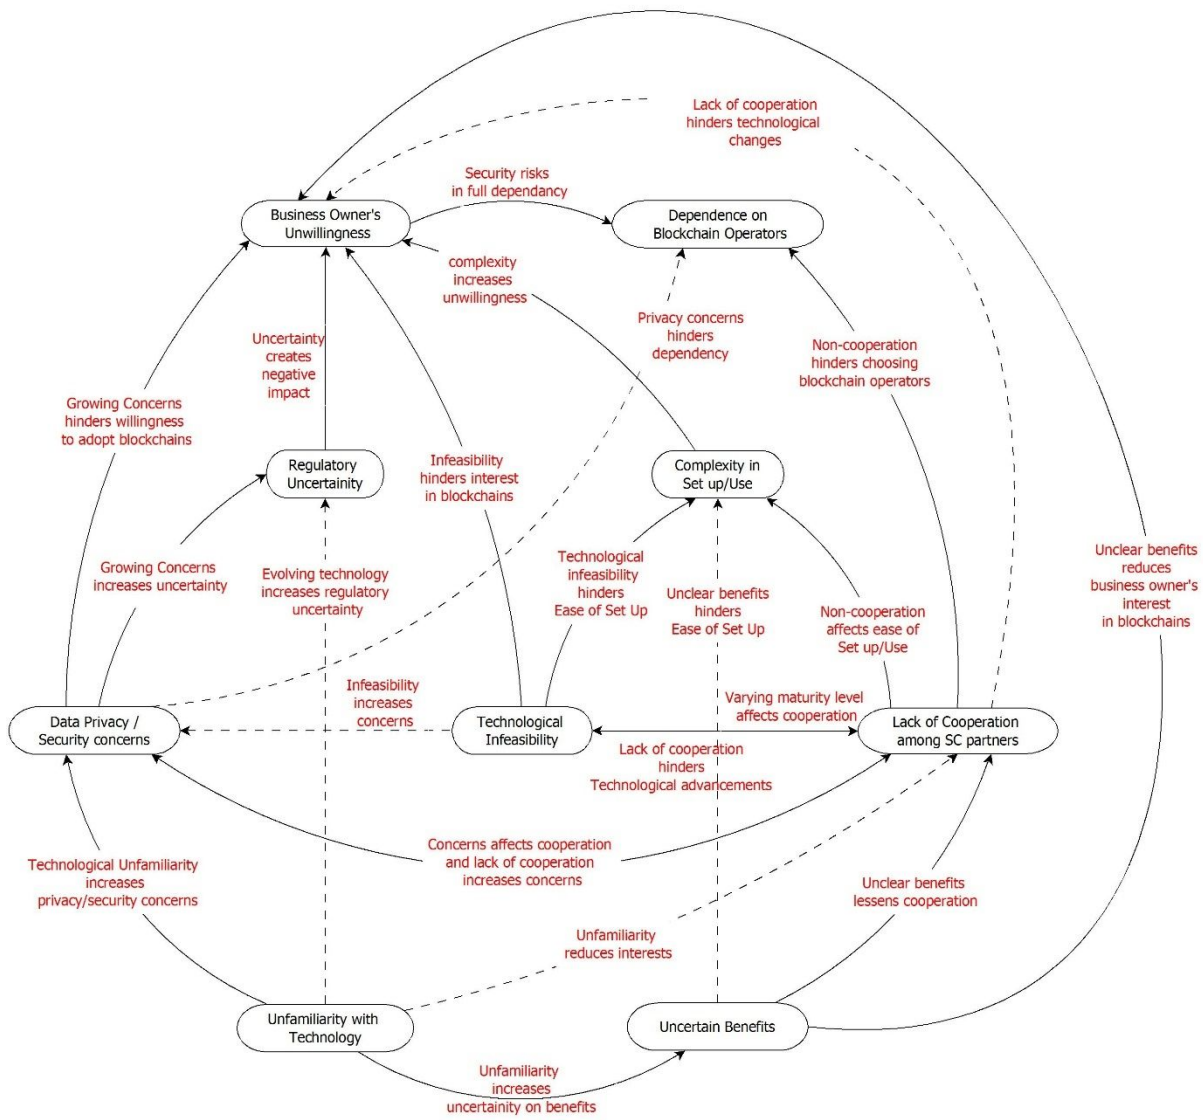 Lack of cooperation
hinders technological
changes
Security risks
in full dependancy
Business Owner's
Unwillingness
Dependence on
Blockchain Operators
complexity
increases
unwillingness
Privacy concerns
hinders
dependency
Uncertainty
creates
negative
impact
Non-cooperation
hinders choosing
blockchain operators
Growing Concerns
hinders willingness
to adopt blockchains
Regulatory
Uncertainity
Infeasibility
hinders interest
in blockchains
Complexity in
Set up/Use
Growing Concerns
increases uncertainty
Evolving technology
increases regulatory
uncertainty
Technological
infeasibility
hinders
Ease of Set Up
Unclear benefits
hinders
Ease of Set Up
Non-cooperation
affects ease of
Set up/Use
Unclear benefits
reduces
business owner's
interest
in blockchains
Data Privacy /
Security concerns
Infeasibility
increases
concerns
Technological
Infeasibility
Varying maturity level
affects cooperation
Lack of Cooperation
among SC partners
Lack of cooperation
hinders
Technological advancements
Technological Unfamiliarity
increases
privacy/security concerns
Concerns affects cooperation
and lack of cooperation
increases concerns
Unclear benefits
lessens cooperation
Unfamiliarity
reduces interests
Unfamiliarity with
Technology
Uncertain Benefits
Unfamiliarity
increases
uncertainity on benefits